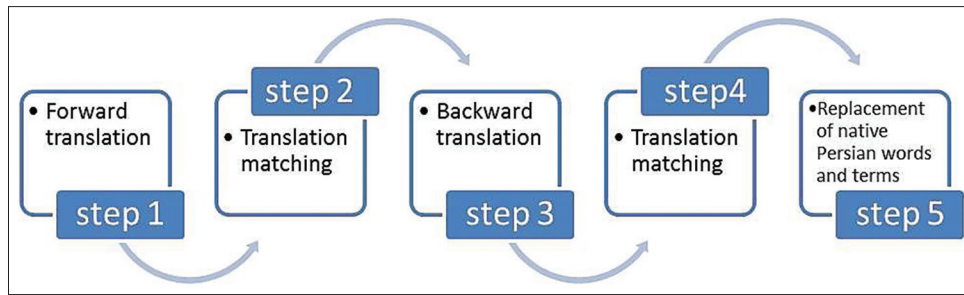 • Forward
translation
step 1
step 2
• Translation
matching
• Backward
translation
step 3
step4
• Translation
matching
•Replacement
of native
Persian words
and terms
step 5